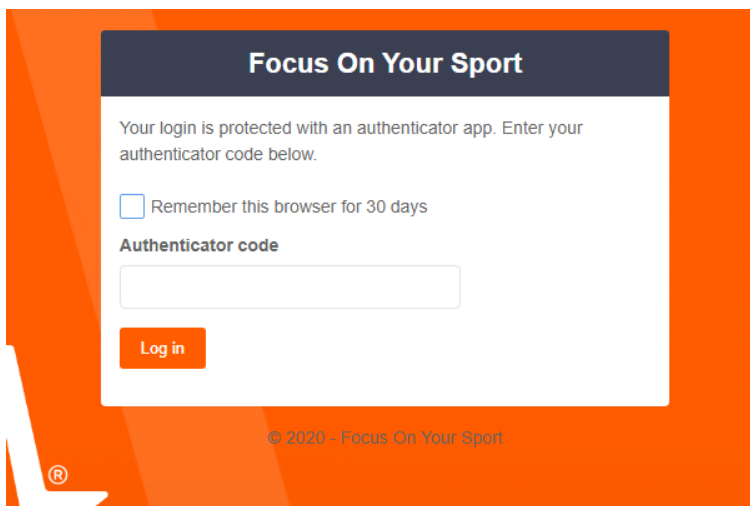 Focus On Your Sport
Your login is protected with an authenticator app. Enter your
authenticator code below.
Remember this browser for 30 days
Authenticator code
Log in
© 2020 - Focus On Your Sport
®